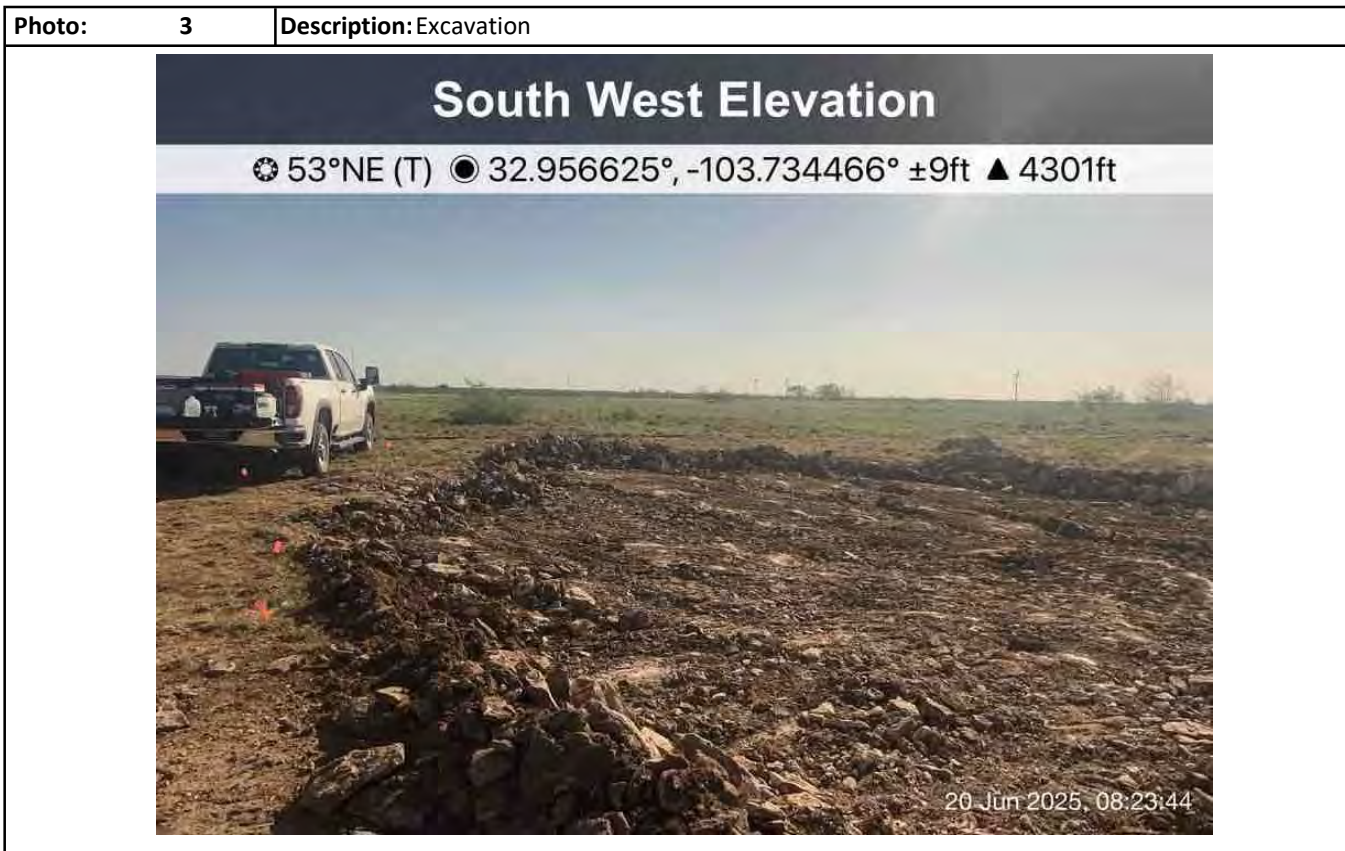 Photo: 3 Description: Excavation
South West Elevation
53°NE (T) 32.956625°, -103.734466° ±9ft ▲ 4301ft
20 Jun 2025, 08:23:44